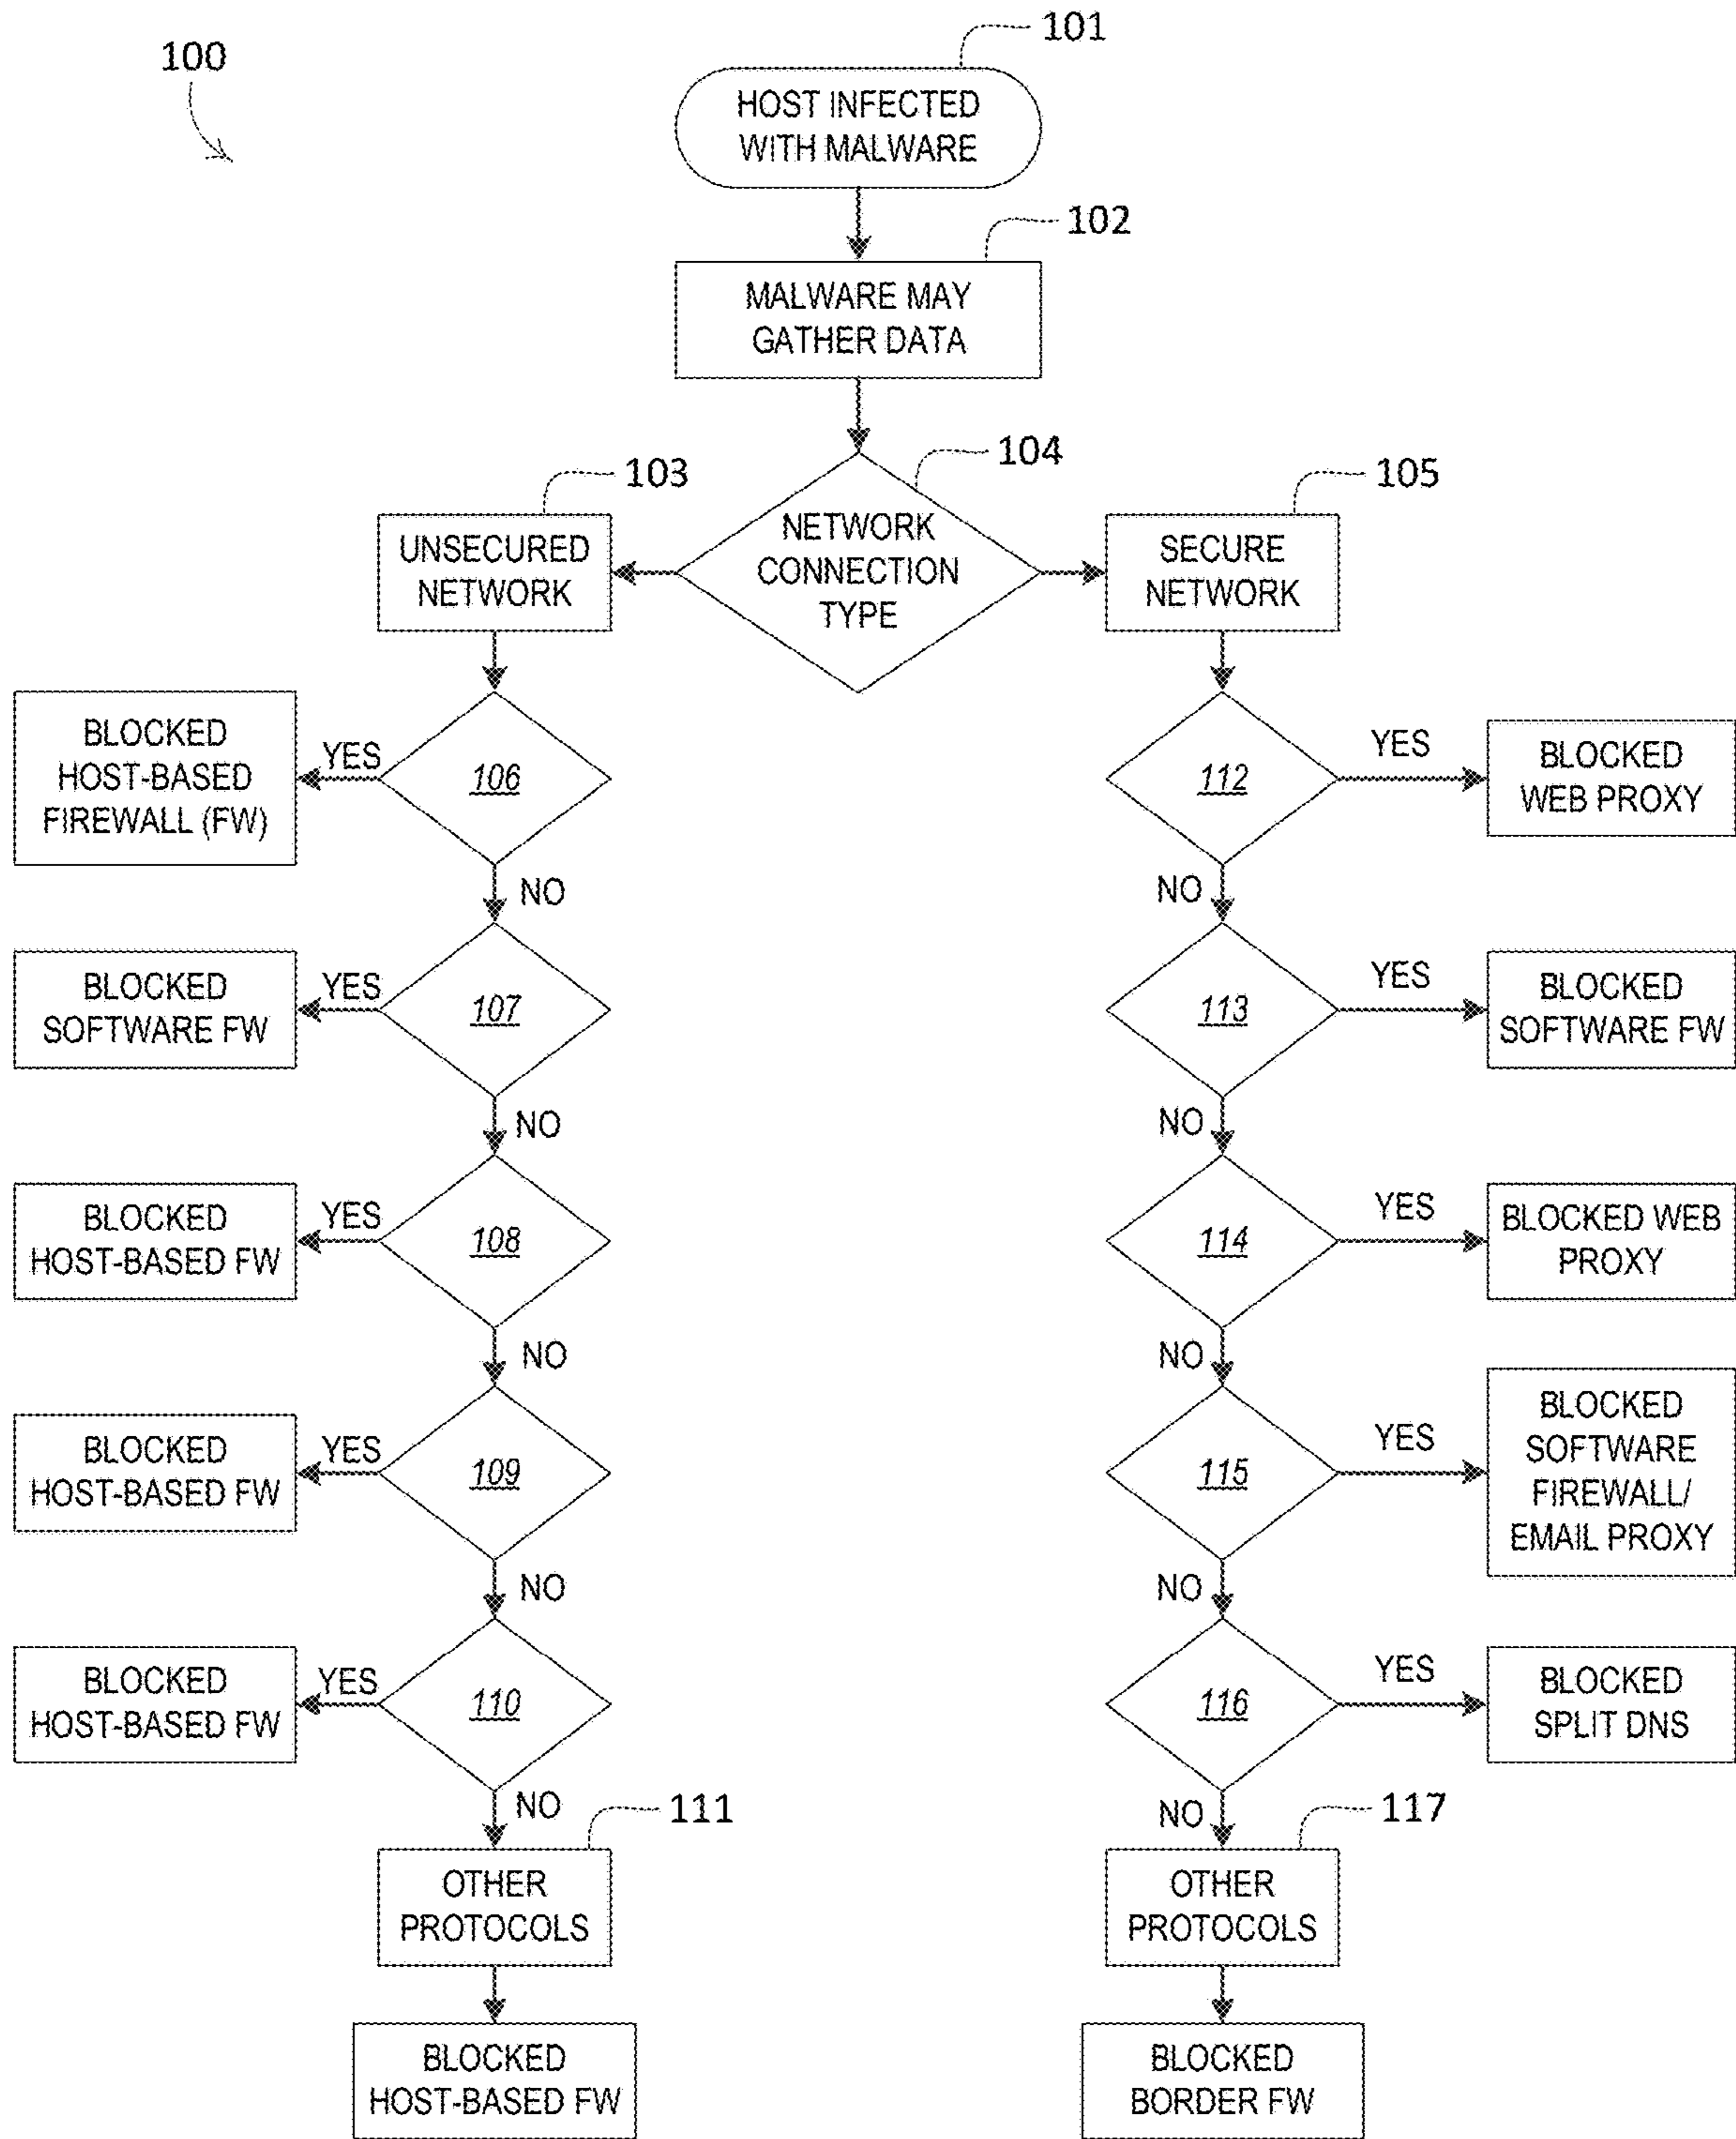 100
101
HOST INFECTED
WITH MALWARE
102
MALWARE MAY
GATHER DATA
104
NETWORK
CONNECTION
TYPE
103
UNSECURED
NETWORK
105
SECURE
NETWORK
106
YES
BLOCKED
HOST-BASED
FIREWALL (FW)
NO
107
YES
BLOCKED
SOFTWARE FW
NO
108
YES
BLOCKED
HOST-BASED FW
NO
109
YES
BLOCKED
HOST-BASED FW
NO
110
YES
BLOCKED
HOST-BASED FW
NO
111
OTHER
PROTOCOLS
BLOCKED
HOST-BASED FW
112
YES
BLOCKED
WEB PROXY
NO
113
YES
BLOCKED
SOFTWARE FW
NO
114
YES
BLOCKED WEB
PROXY
NO
115
YES
BLOCKED
SOFTWARE
FIREWALL/
EMAIL PROXY
NO
116
YES
BLOCKED
SPLIT DNS
NO
117
OTHER
PROTOCOLS
BLOCKED
BORDER FW